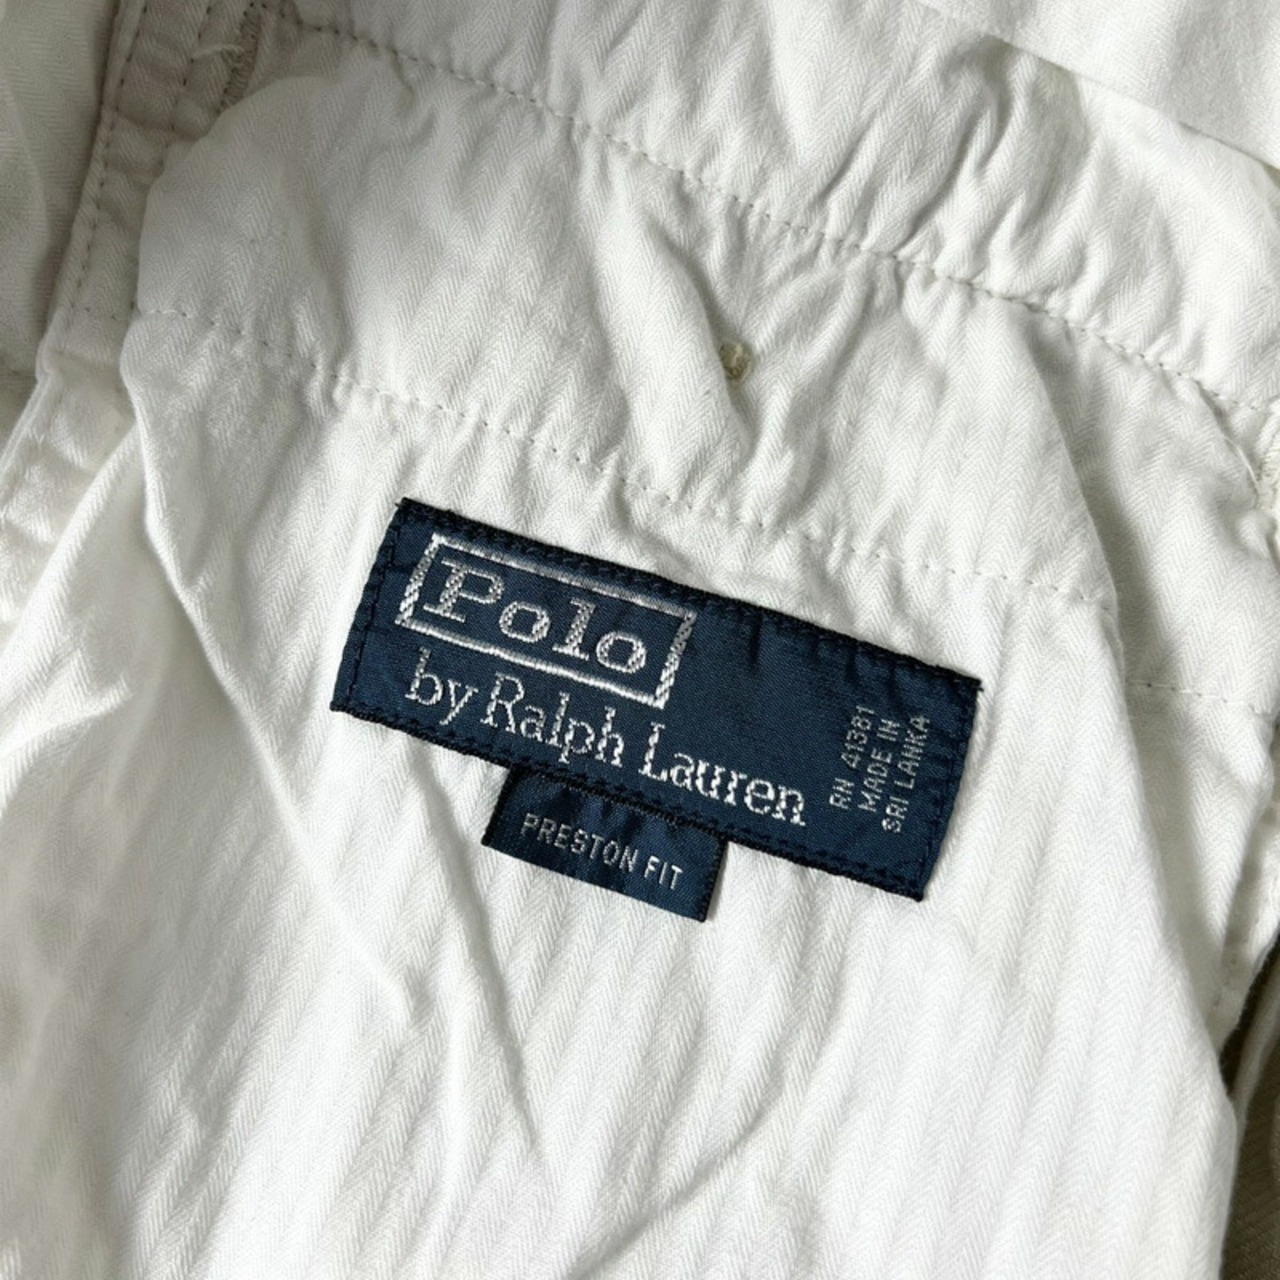 Polo
by Ralph Lauren
RN 41381
MADE IN
SRI LANKA
PRESTON FIT